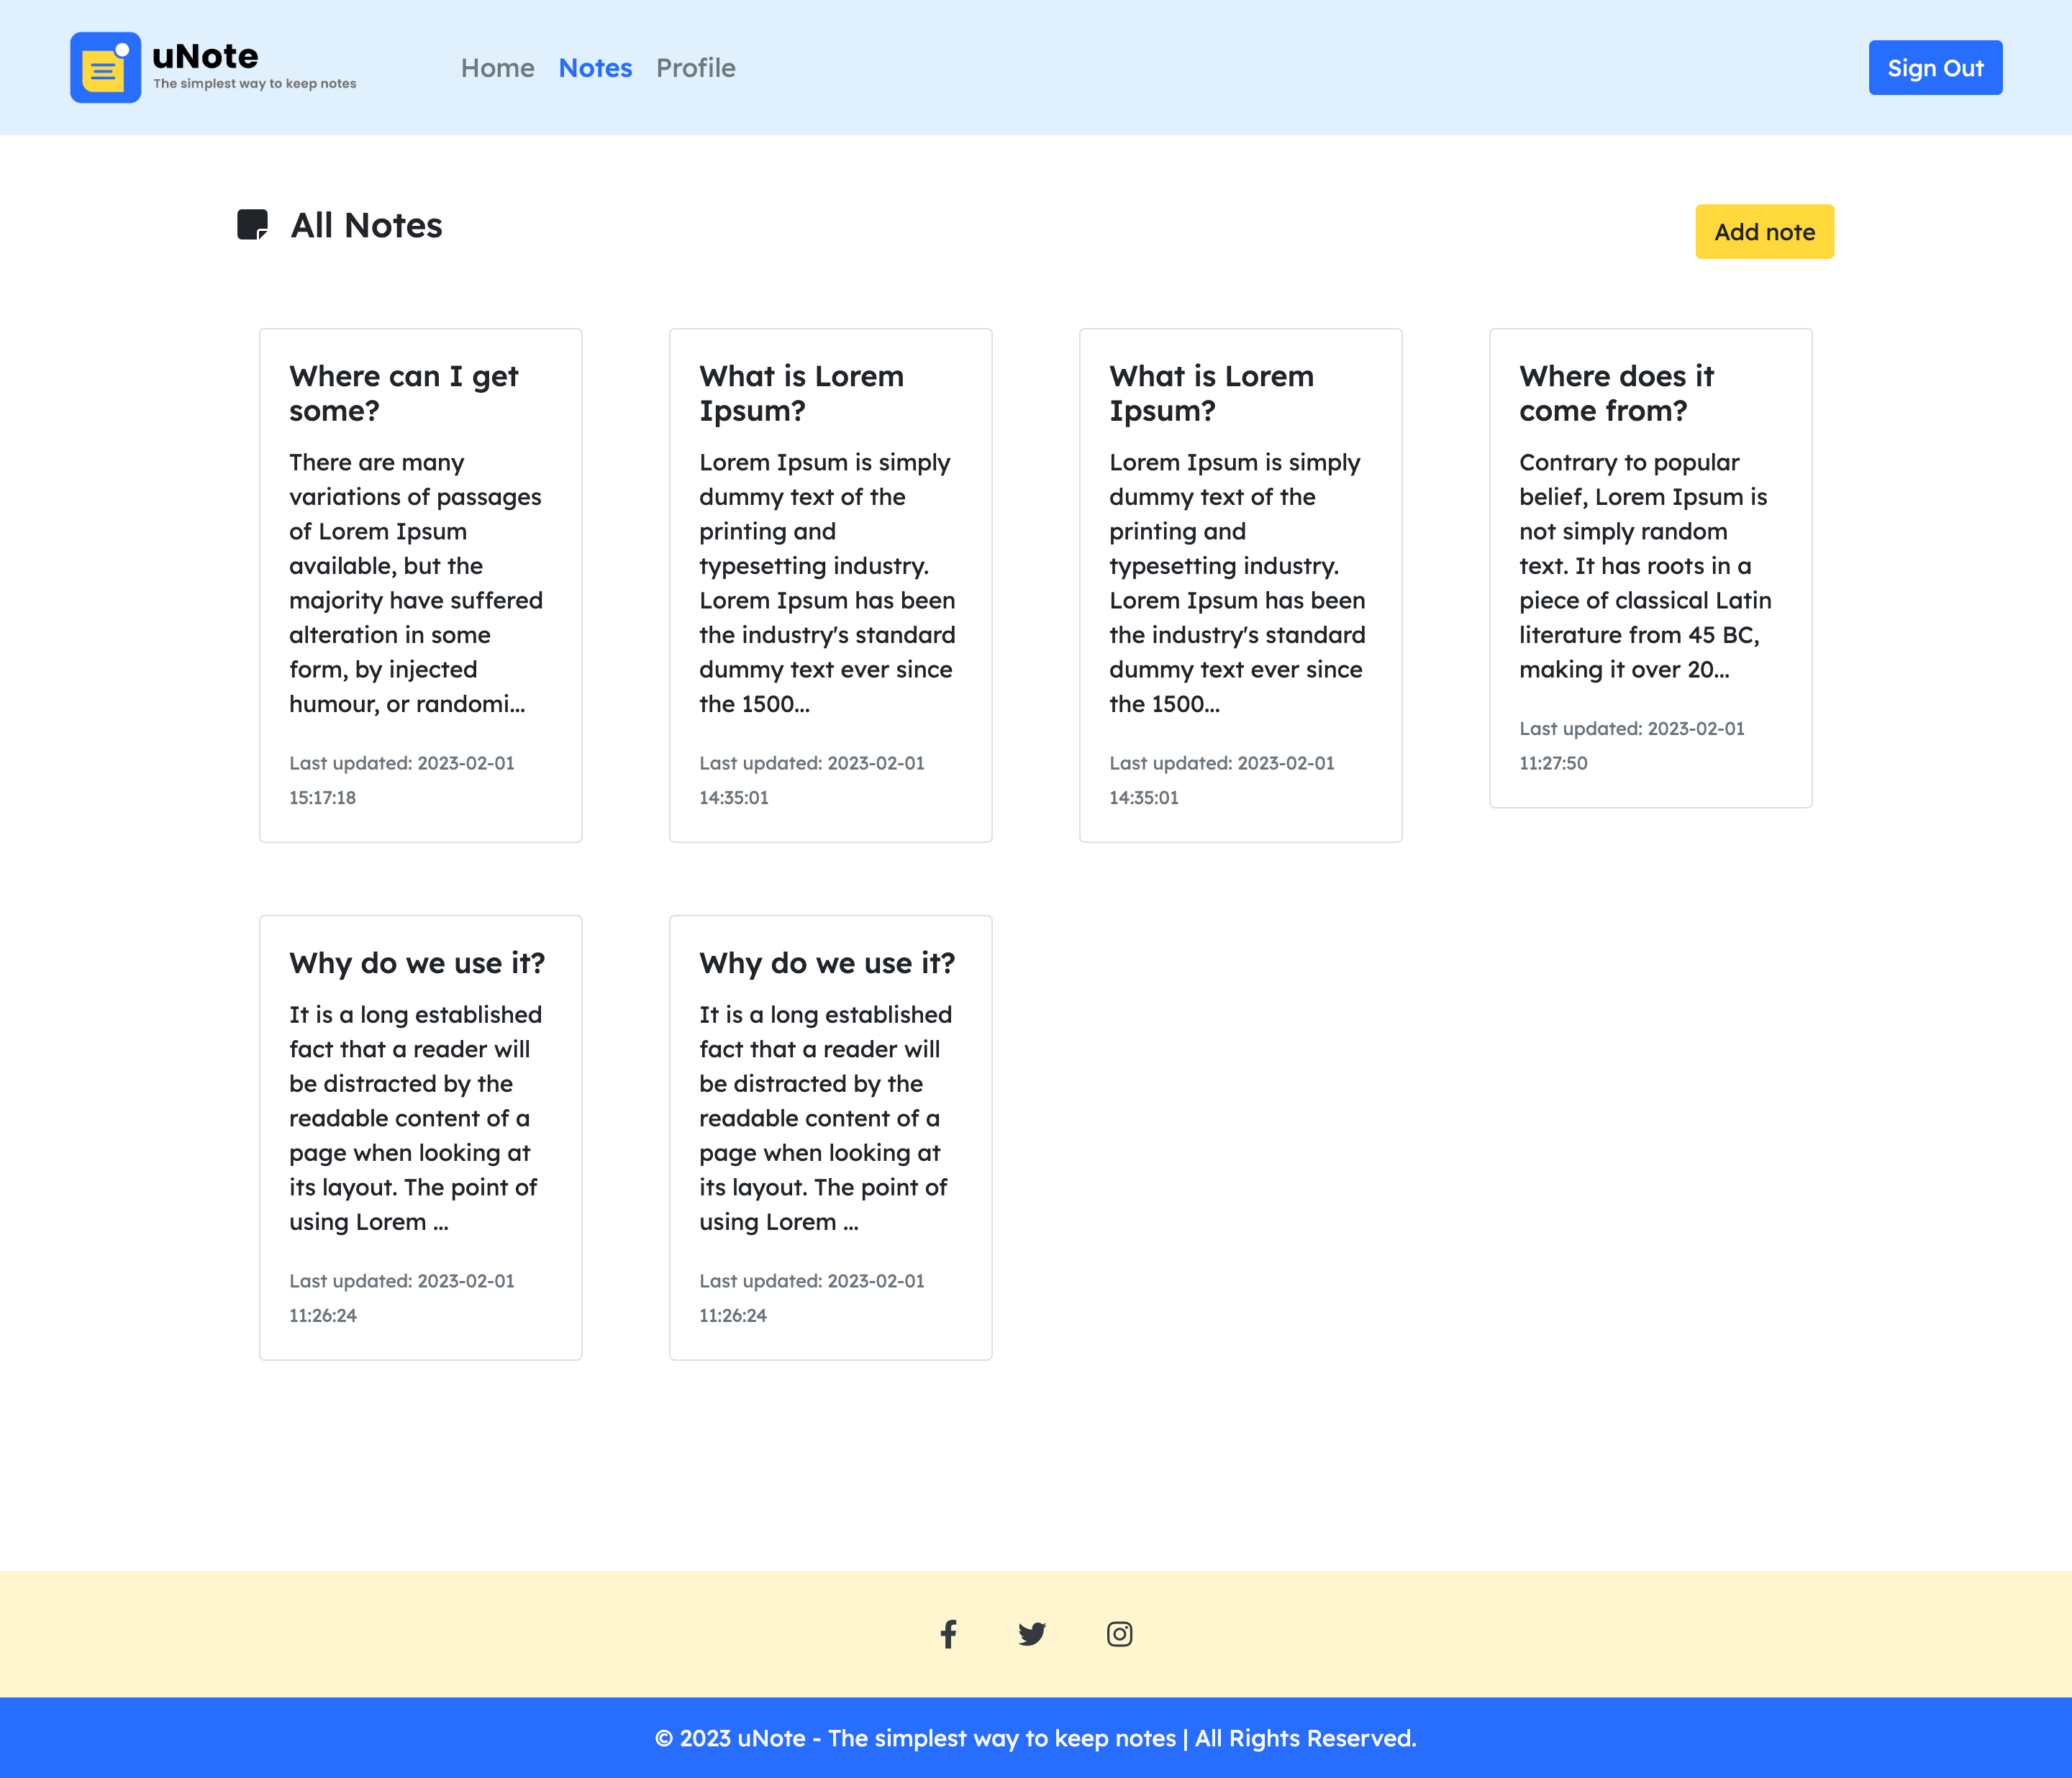 uNote
The simplest way to keep notes
Home Notes Profile
Sign Out
All Notes
Add note
Where can I get
some?
There are many
variations of passages
of Lorem Ipsum
available, but the
majority have suffered
alteration in some
form, by injected
humour, or randomi...
Last updated: 2023-02-01
15:17:18
What is Lorem
Ipsum?
Lorem Ipsum is simply
dummy text of the
printing and
typesetting industry.
Lorem Ipsum has been
the industry's standard
dummy text ever since
the 1500...
Last updated: 2023-02-01
14:35:01
What is Lorem
Ipsum?
Lorem Ipsum is simply
dummy text of the
printing and
typesetting industry.
Lorem Ipsum has been
the industry's standard
dummy text ever since
the 1500...
Last updated: 2023-02-01
14:35:01
Where does it
come from?
Contrary to popular
belief, Lorem Ipsum is
not simply random
text. It has roots in a
piece of classical Latin
literature from 45 BC,
making it over 20...
Last updated: 2023-02-01
11:27:50
Why do we use it?
It is a long established
fact that a reader will
be distracted by the
readable content of a
page when looking at
its layout. The point of
using Lorem ...
Last updated: 2023-02-01
11:26:24
Why do we use it?
It is a long established
fact that a reader will
be distracted by the
readable content of a
page when looking at
its layout. The point of
using Lorem ...
Last updated: 2023-02-01
11:26:24
© 2023 uNote - The simplest way to keep notes | All Rights Reserved.